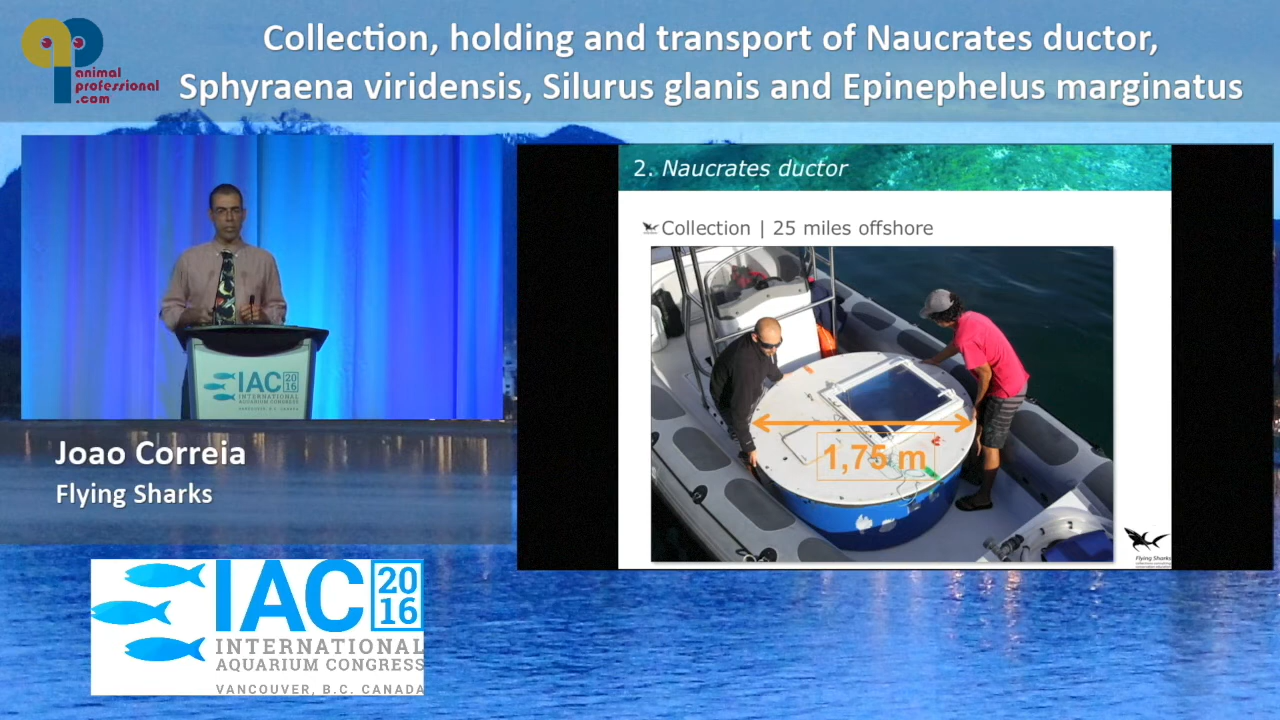 animal
professional
.com
Collection, holding and transport of Naucrates ductor,
Sphyraena viridensis, Silurus glanis and Epinephelus marginatus
IAC 2016
INTERNATIONAL
AQUARIUM CONGRESS
VANCOUVER, B.C. CANADA
2. Naucrates ductor
Collection | 25 miles offshore
1,75 m
Flying Sharks
Joao Correia
Flying Sharks
IAC 2016
INTERNATIONAL
AQUARIUM CONGRESS
VANCOUVER, B.C. CANADA